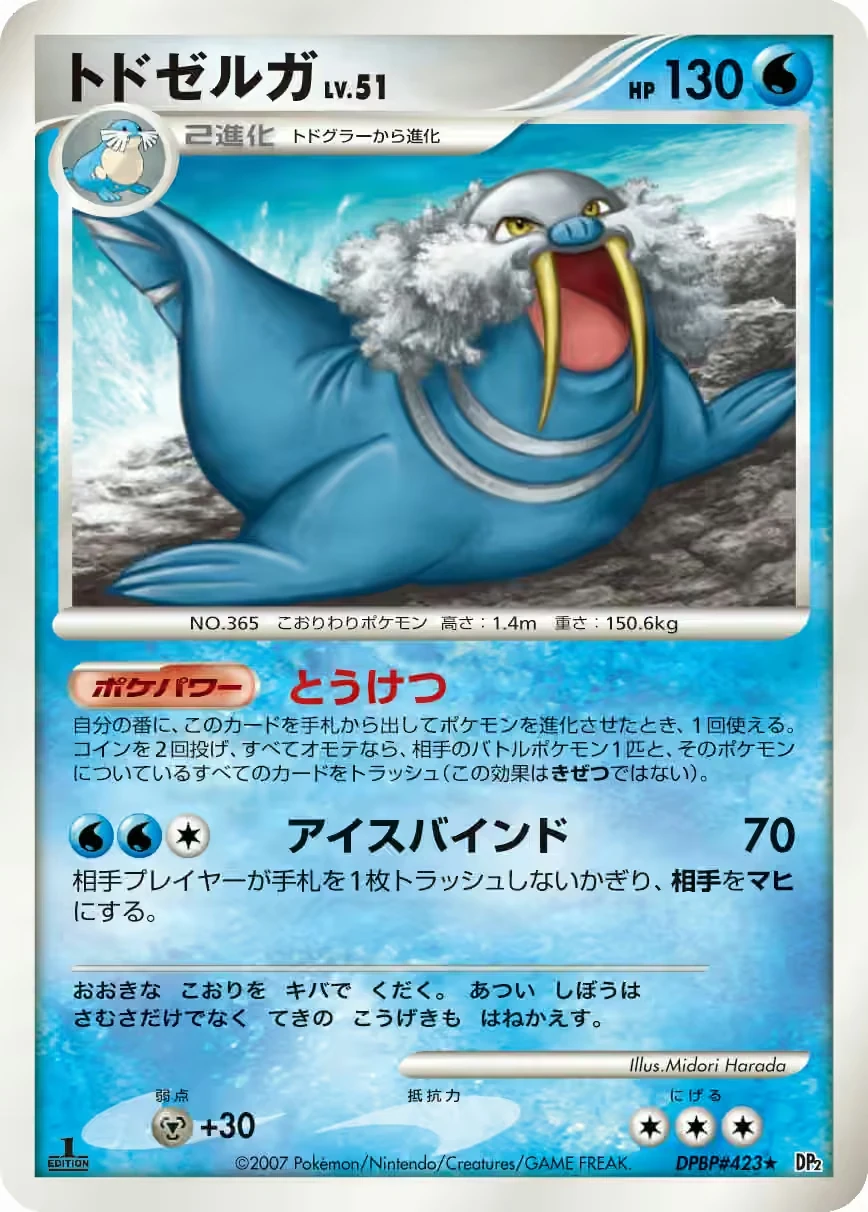 トドゼルガ LV.51 HP 130
2進化 トドグラーから進化
NO.365 こおりわりポケモン 高さ：1.4m 重さ：150.6kg
ポケパワー とうけつ
自分の番に、このカードを手札から出してポケモンを進化させたとき、1回使える。
コインを2回投げ、すべてオモテなら、相手のバトルポケモン1匹と、そのポケモン
についているすべてのカードをトラッシュ（この効果はきぜつではない）。
アイスバインド 70
相手プレイヤーが手札を1枚トラッシュしないかぎり、相手をマヒ
にする。
おおきな こおりを キバで くだく。 あつい しぼうは
さむさだけでなく てきの こうげきも はねかえす。
Illus.Midori Harada
弱点 抵抗力 にげる
+30
1 EDITION ©2007 Pokémon/Nintendo/Creatures/GAME FREAK. DPBP#423★ DP2